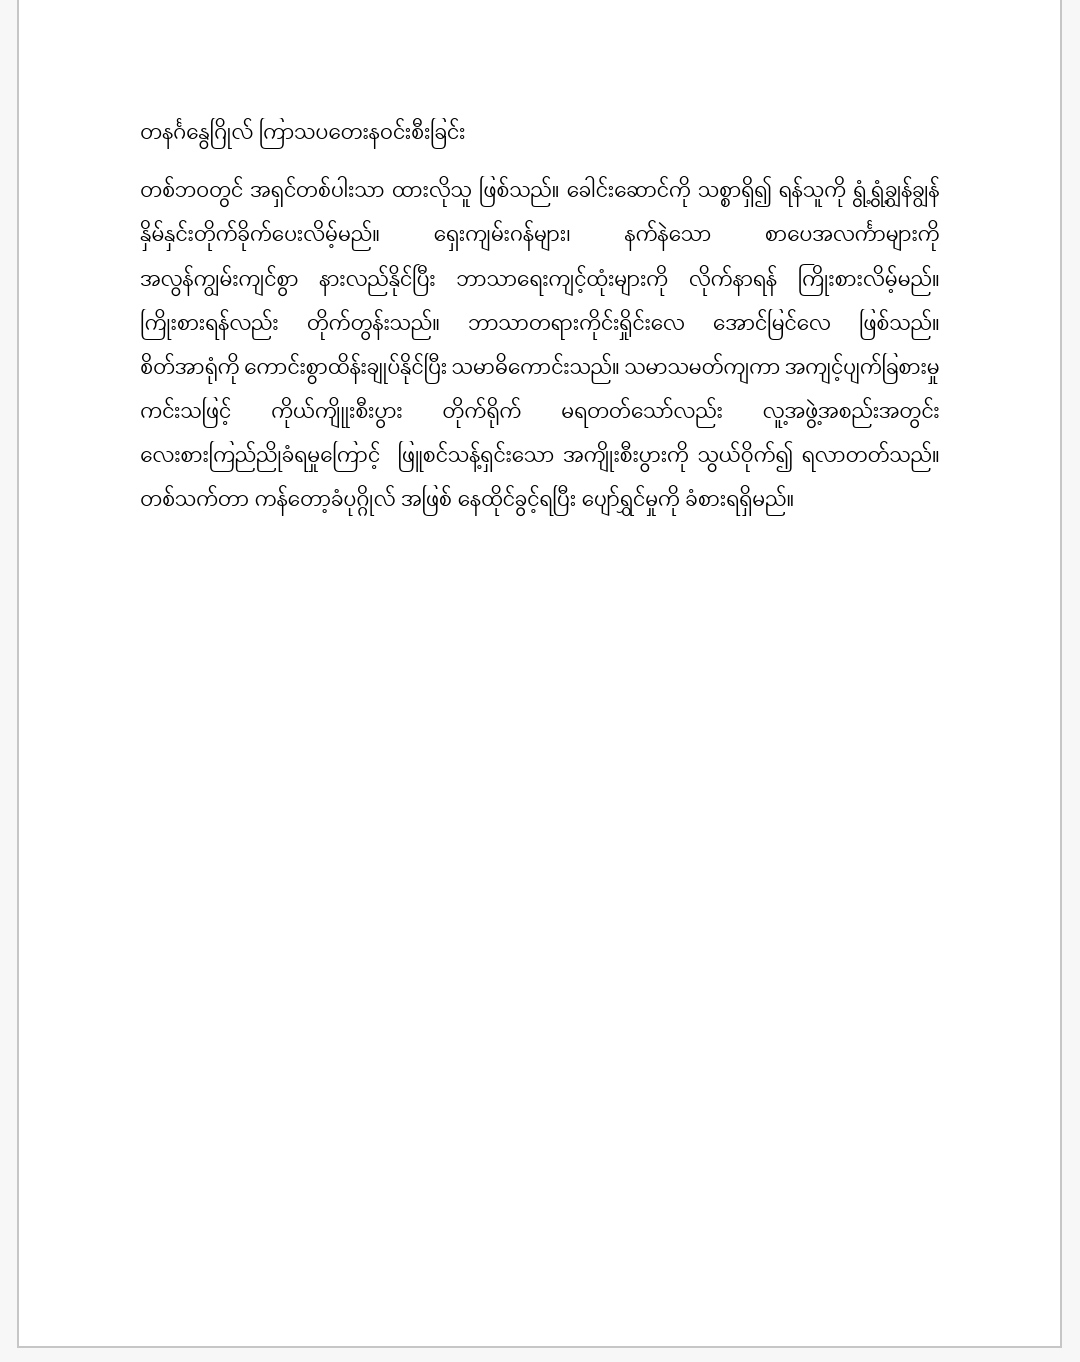 တနင်္ဂနွေဂြိုလ် ကြာသပတေးနဝင်းစီးခြင်း
တစ်ဘဝတွင် အရှင်တစ်ပါးသာ ထားလိုသူ ဖြစ်သည်။ ခေါင်းဆောင်ကို သစ္စာရှိ၍ ရန်သူကို ရွံ့ရွံ့ချွန်ချွန်
နှိမ်နှင်းတိုက်ခိုက်ပေးလိမ့်မည်။ ရှေးကျမ်းဂန်များ၊ နက်နဲသော စာပေအလင်္ကာများကို
အလွန်ကျွမ်းကျင်စွာ နားလည်နိုင်ပြီး ဘာသာရေးကျင့်ထုံးများကို လိုက်နာရန် ကြိုးစားလိမ့်မည်။
ကြိုးစားရန်လည်း တိုက်တွန်းသည်။ ဘာသာတရားကိုင်းရှိုင်းလေ အောင်မြင်လေ ဖြစ်သည်။
စိတ်အာရုံကို ကောင်းစွာထိန်းချုပ်နိုင်ပြီး သမာဓိကောင်းသည်။ သမာသမတ်ကျကာ အကျင့်ပျက်ခြစားမှု
ကင်းသဖြင့် ကိုယ်ကျိုူးစီးပွား တိုက်ရိုက် မရတတ်သော်လည်း လူ့အဖွဲ့အစည်းအတွင်း
လေးစားကြည်ညိုခံရမှုကြောင့် ဖြူစင်သန့်ရှင်းသော အကျိုးစီးပွားကို သွယ်ဝိုက်၍ ရလာတတ်သည်။
တစ်သက်တာ ကန်တော့ခံပုဂ္ဂိုလ် အဖြစ် နေထိုင်ခွင့်ရပြီး ပျော်ရွှင်မှုကို ခံစားရရှိမည်။